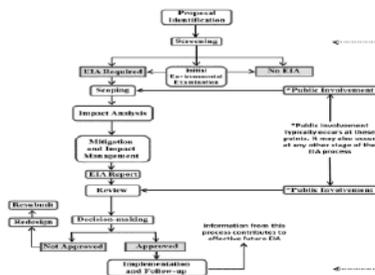 Proposal
Identification
Screening
EIA Required
Initial
Environmental
Examination
No EIA
Scoping
*Public Involvement
Impact Analysis
*Public Involvement
typically occurs at these
points. It may also occur
at any other stage of the
EIA process
Mitigation
and Impact
Management
EIA Report
Review
*Public Involvement
Resubmit
Redesign
Decision-making
Information from this
process contributes to
effective future EIA
Not Approved
Approved
Implementation
and Follow-up